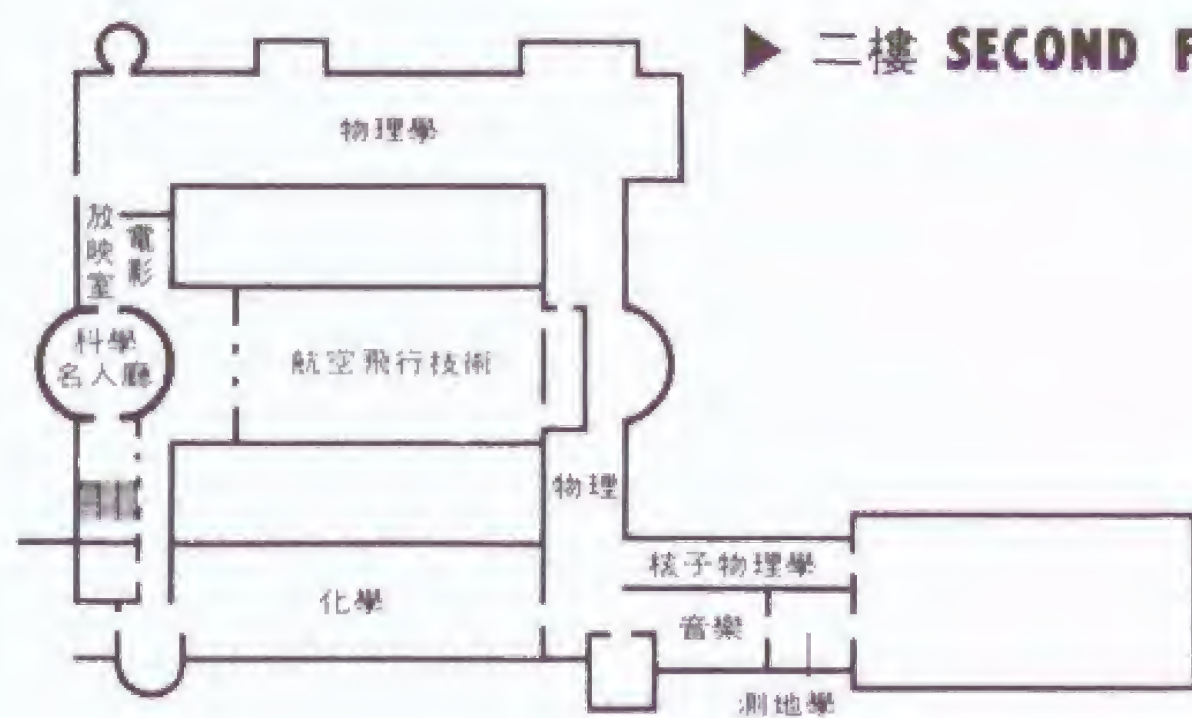 ▶ 二樓 SECOND F
物理學
放映室
電影
科學
名人廳
航空飛行技術
物理
核子物理學
化學
音樂
測地學